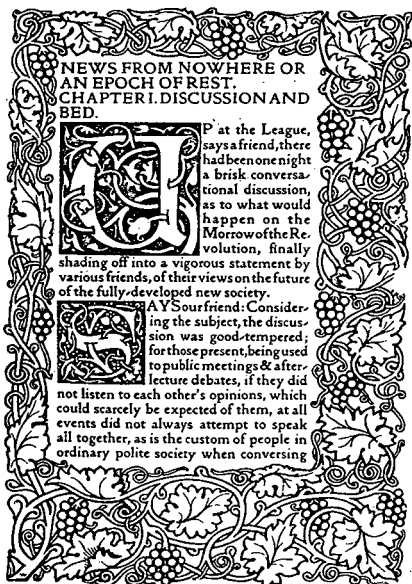 NEWS FROM NOWHERE OR
AN EPOCH OF REST.
CHAPTER I. DISCUSSION AND
BED.
UP at the League,
says a friend, there
had been one night
a brisk conversa-
tional discussion,
as to what would
happen on the
Morrow of the Re-
volution, finally
shading off into a vigorous statement by
various friends, of their views on the future
of the fully-developed new society.
SAYS our friend: Consider-
ing the subject, the discus-
sion was good-tempered;
for those present, being used
to public meetings & after-
lecture debates, if they did
not listen to each other's opinions, which
could scarcely be expected of them, at all
events did not always attempt to speak
all together, as is the custom of people in
ordinary polite society when conversing